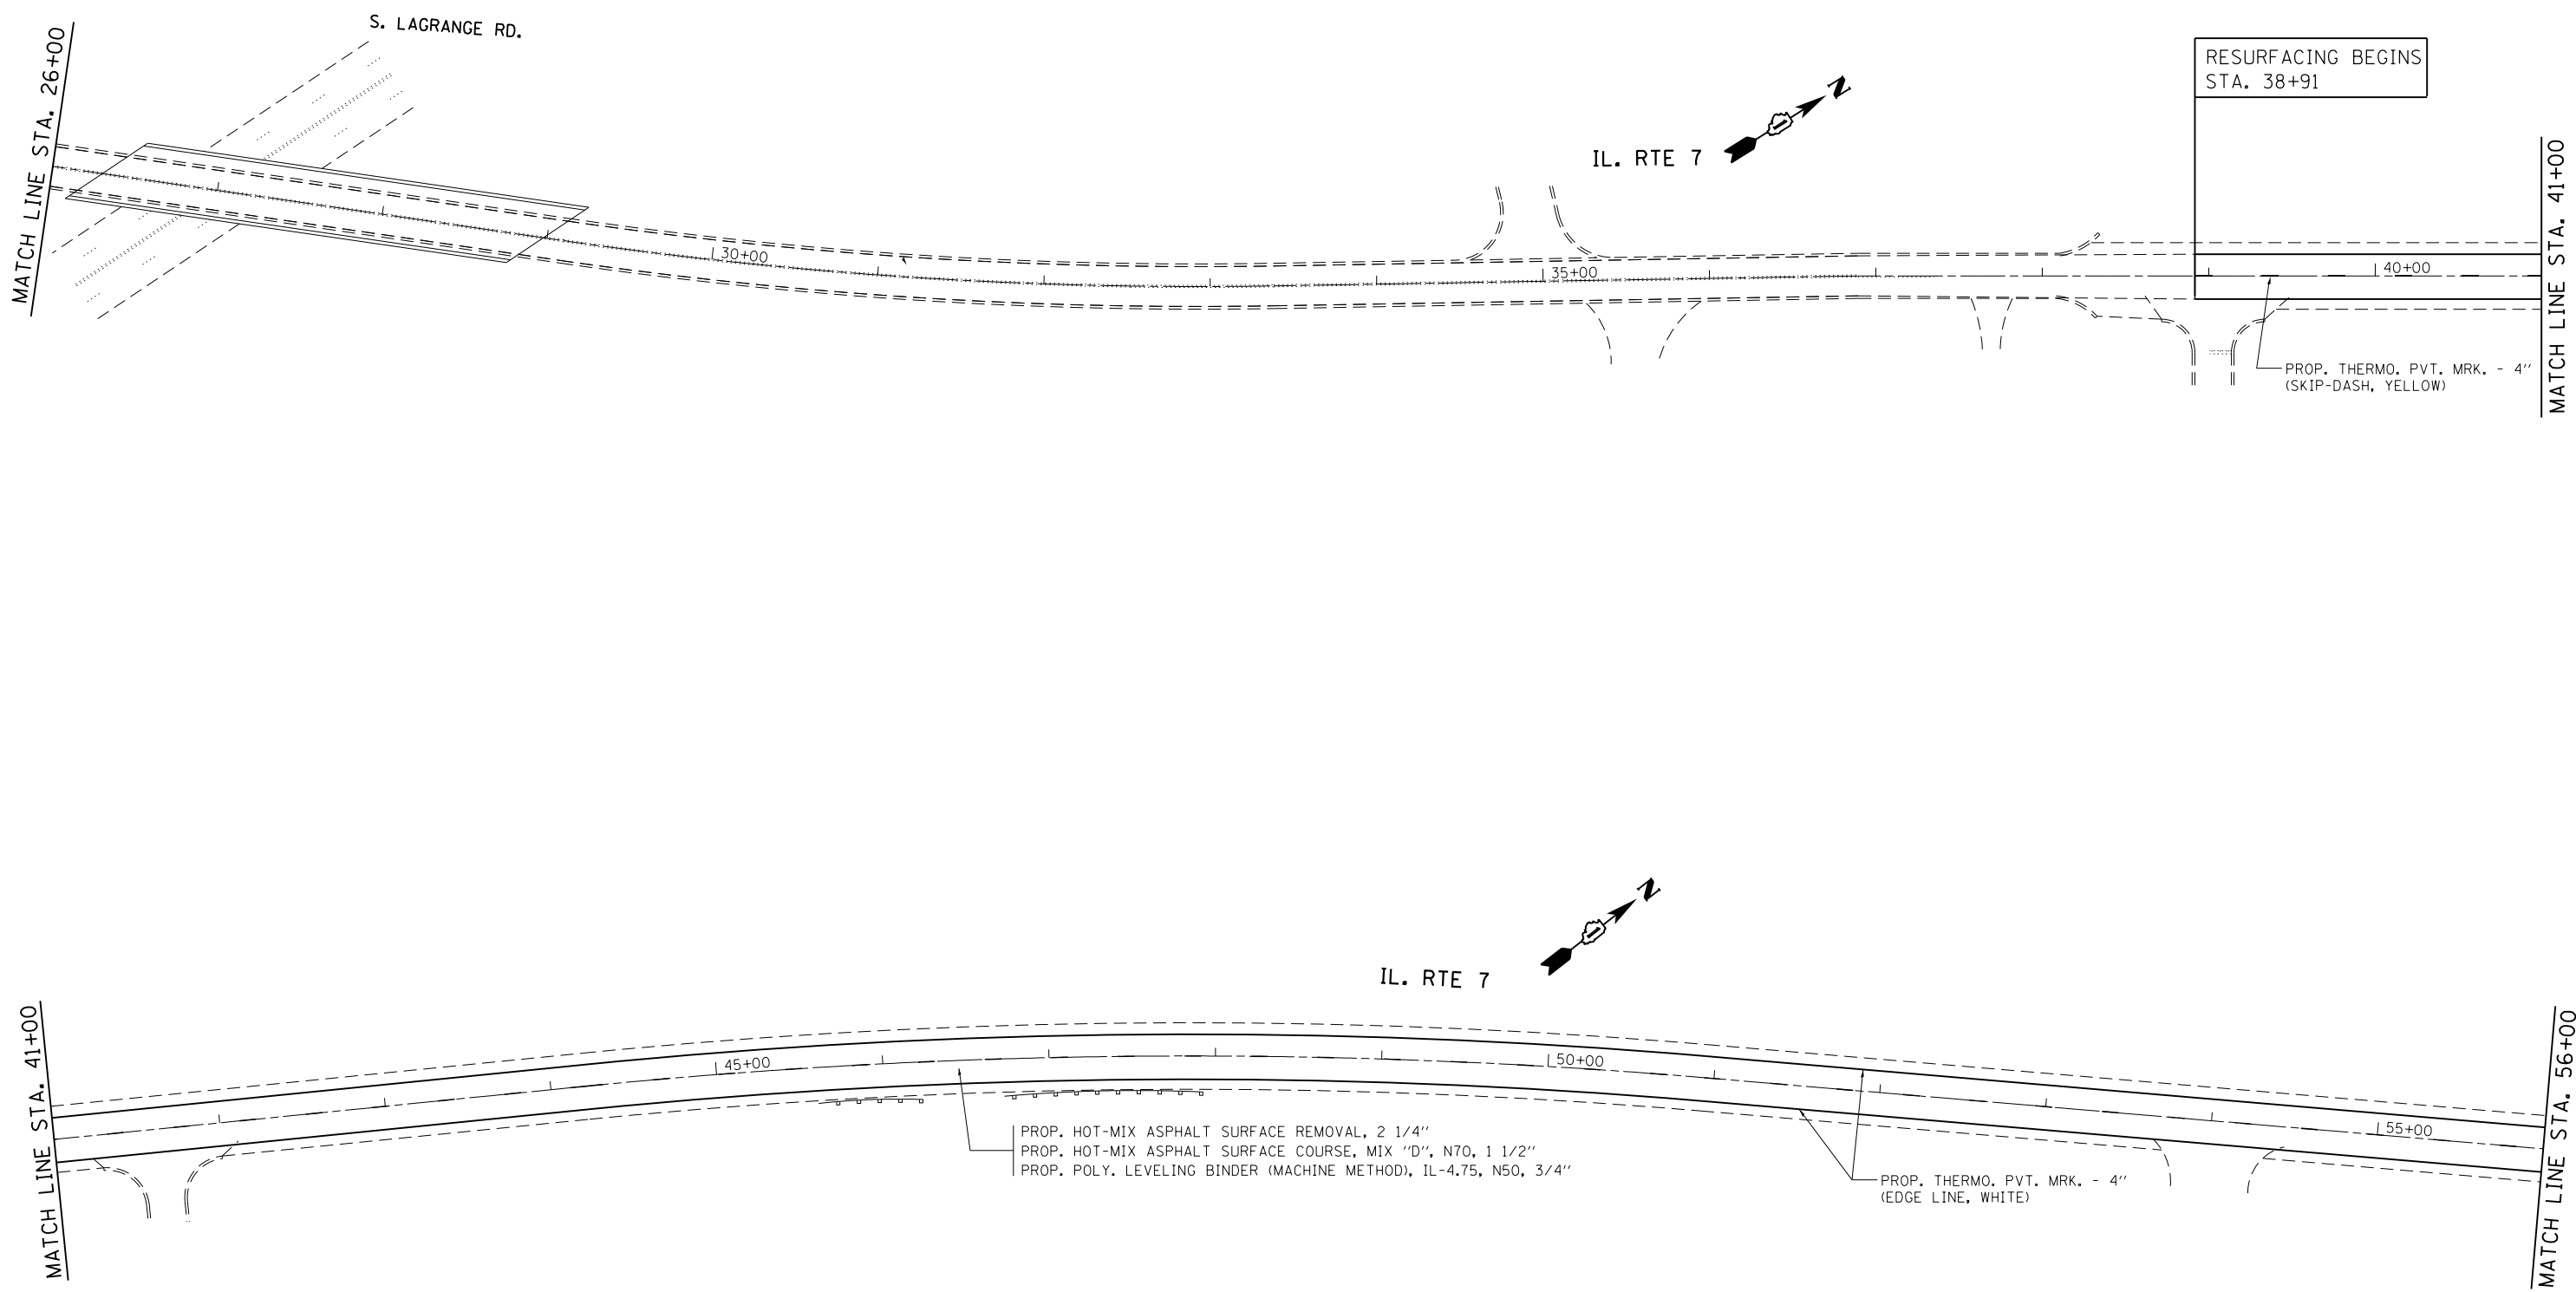 S. LAGRANGE RD.
MATCH LINE STA. 26+00
RESURFACING BEGINS
STA. 38+91
N
IL. RTE 7
30+00
35+00
40+00
MATCH LINE STA. 41+00
PROP. THERMO. PVT. MRK. - 4"
(SKIP-DASH, YELLOW)
N
IL. RTE 7
MATCH LINE STA. 41+00
45+00
50+00
55+00
MATCH LINE STA. 56+00
PROP. HOT-MIX ASPHALT SURFACE REMOVAL, 2 1/4"
PROP. HOT-MIX ASPHALT SURFACE COURSE, MIX "D", N70, 1 1/2"
PROP. POLY. LEVELING BINDER (MACHINE METHOD), IL-4.75, N50, 3/4"
PROP. THERMO. PVT. MRK. - 4"
(EDGE LINE, WHITE)